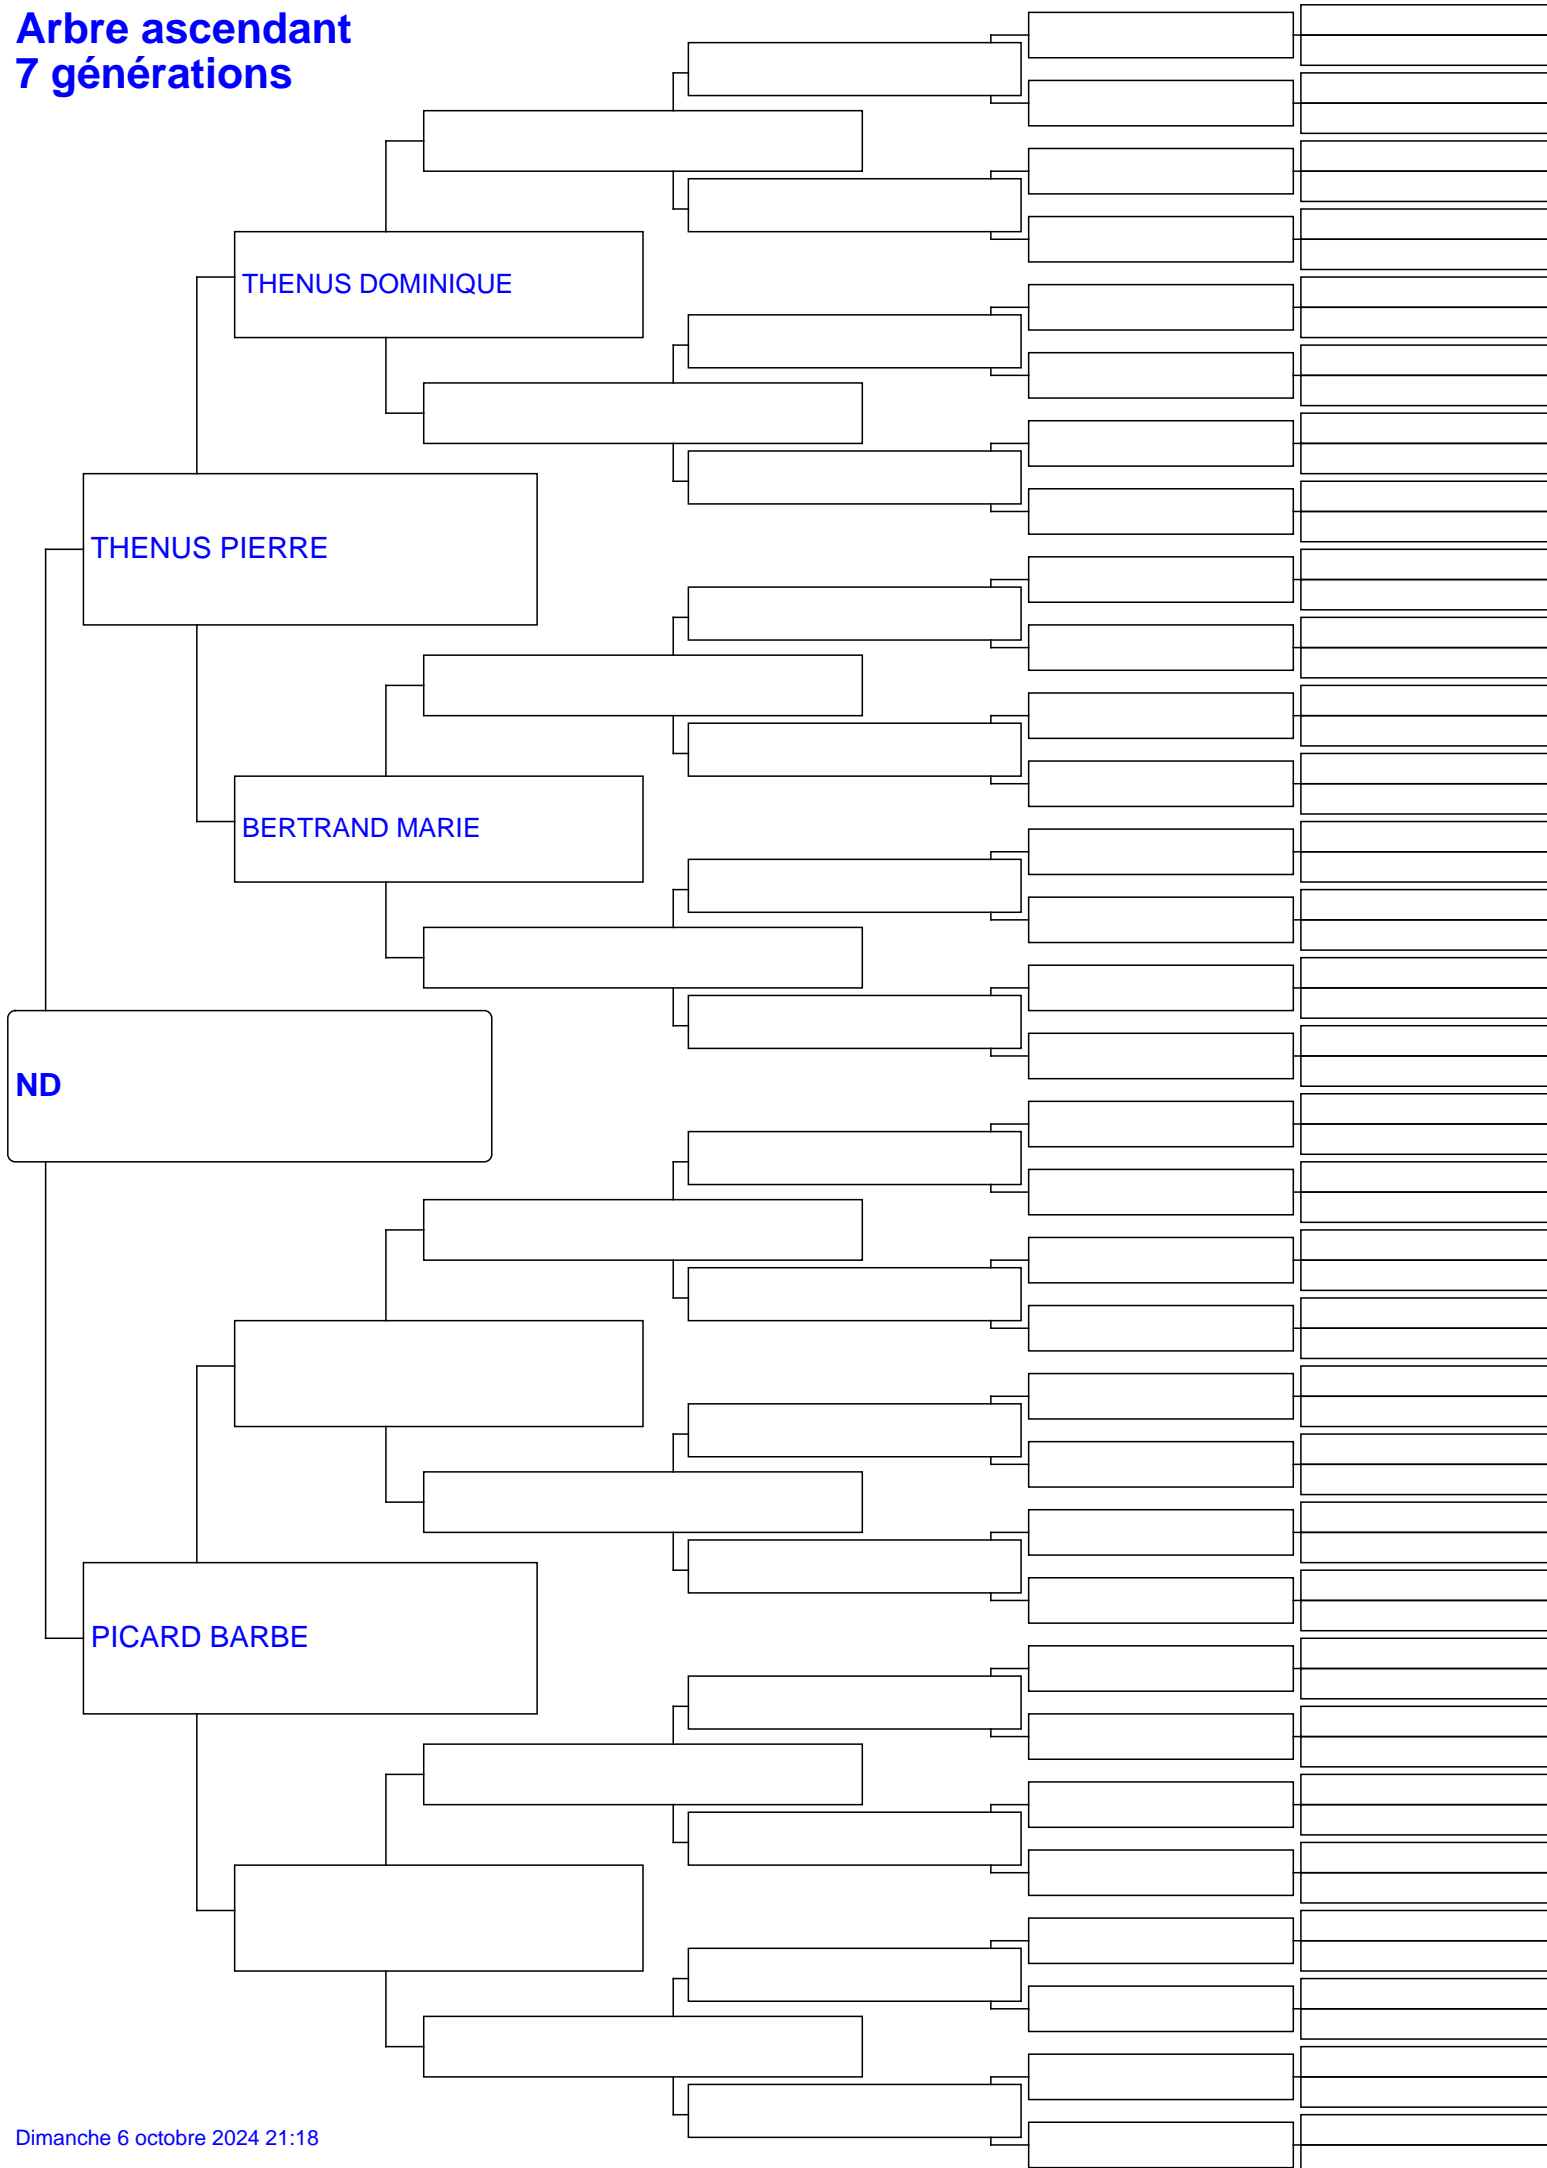 Arbre ascendant
7 générations
THENUS DOMINIQUE
THENUS PIERRE
BERTRAND MARIE
ND
PICARD BARBE
Dimanche 6 octobre 2024 21:18